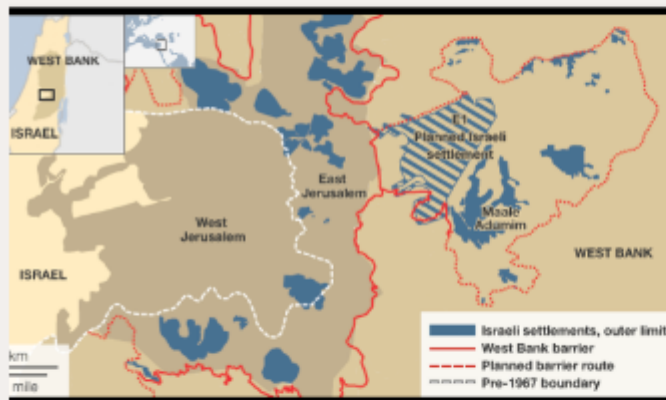 WEST BANK
ISRAEL
E1
Planned Israeli
settlement
East
Jerusalem
West
Jerusalem
Maale
Adumim
WEST BANK
ISRAEL
km
mile
Israeli settlements, outer limit
West Bank barrier
Planned barrier route
Pre-1967 boundary